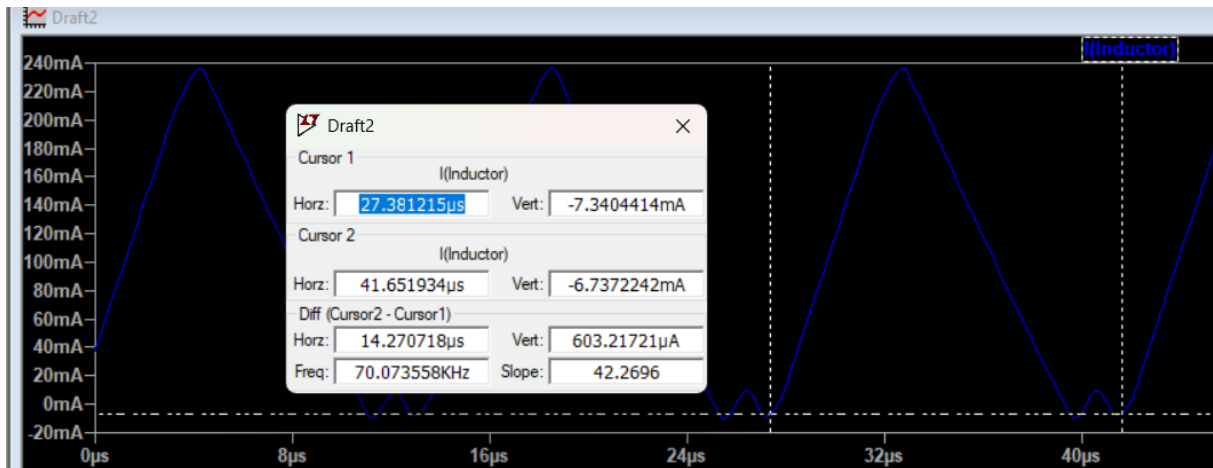 Draft2
I(Inductor)
240mA
220mA
200mA
180mA
160mA
140mA
120mA
100mA
80mA
60mA
40mA
20mA
0mA
-20mA
0µs 8µs 16µs 24µs 32µs 40µs
Draft2
Cursor 1
I(Inductor)
Horz: 27.381215µs Vert: -7.3404414mA
Cursor 2
I(Inductor)
Horz: 41.651934µs Vert: -6.7372242mA
Diff (Cursor2 - Cursor1)
Horz: 14.270718µs Vert: 603.21721µA
Freq: 70.073558KHz Slope: 42.2696